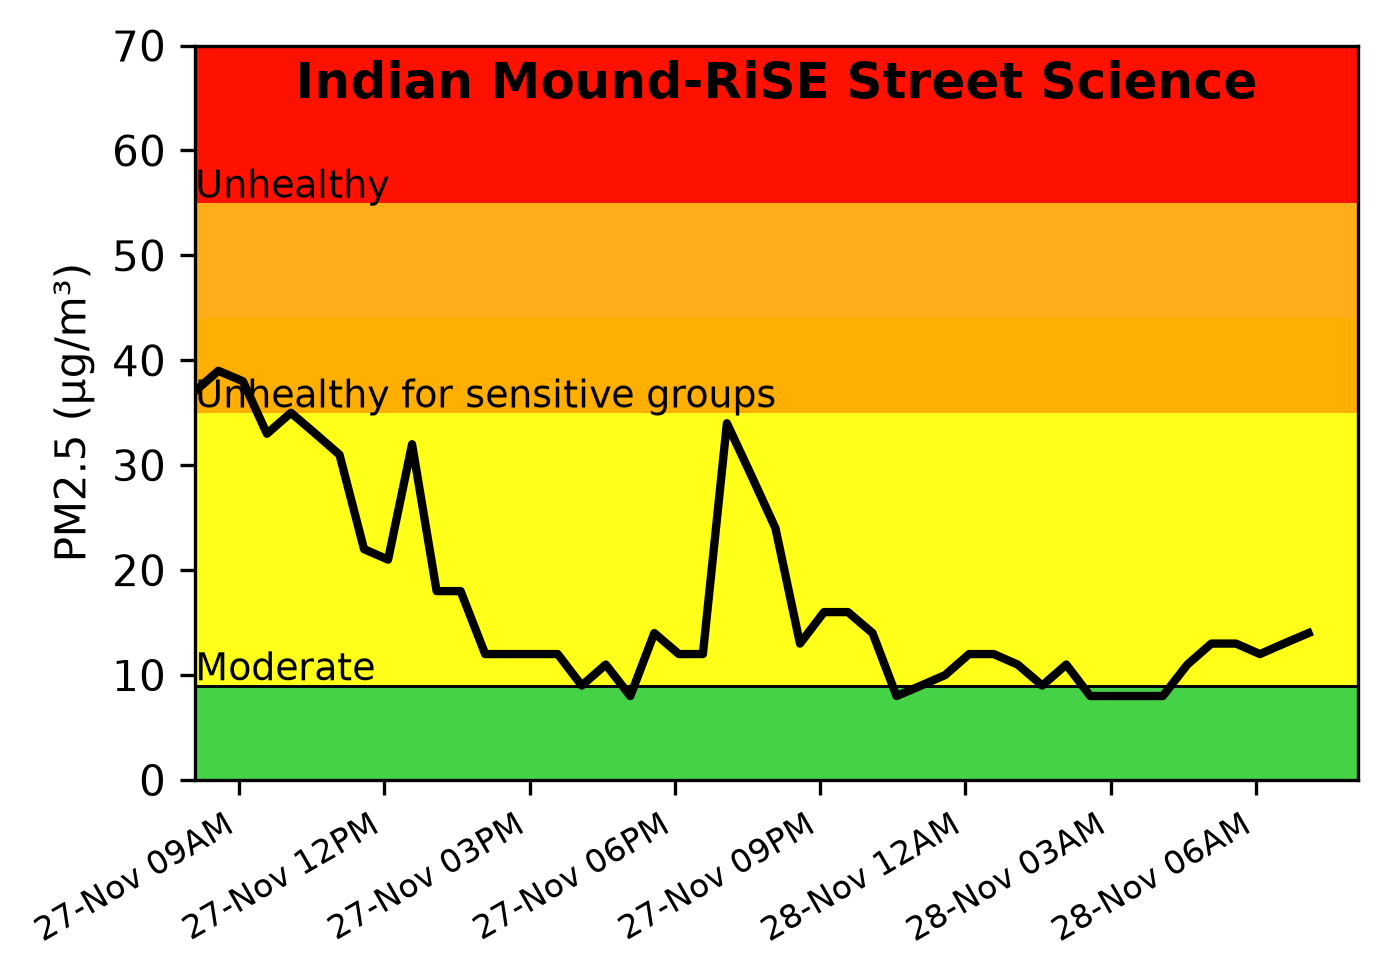 Indian Mound-RiSE Street Science
PM2.5 (µg/m³)
70
60
50
40
30
20
10
0
Unhealthy
Unhealthy for sensitive groups
Moderate
27-Nov 09AM
27-Nov 12PM
27-Nov 03PM
27-Nov 06PM
27-Nov 09PM
28-Nov 12AM
28-Nov 03AM
28-Nov 06AM